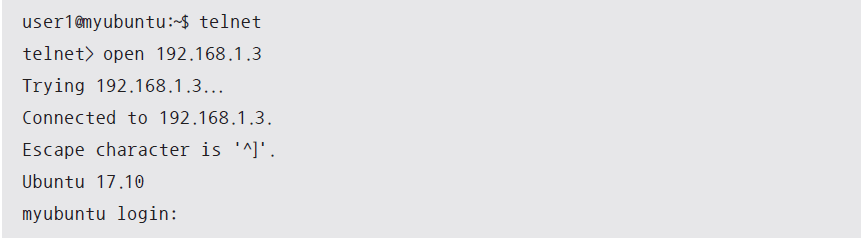 user1@myubuntu:~$ telnet
telnet> open 192.168.1.3
Trying 192.168.1.3...
Connected to 192.168.1.3.
Escape character is '^]'.
Ubuntu 17.10
myubuntu login: